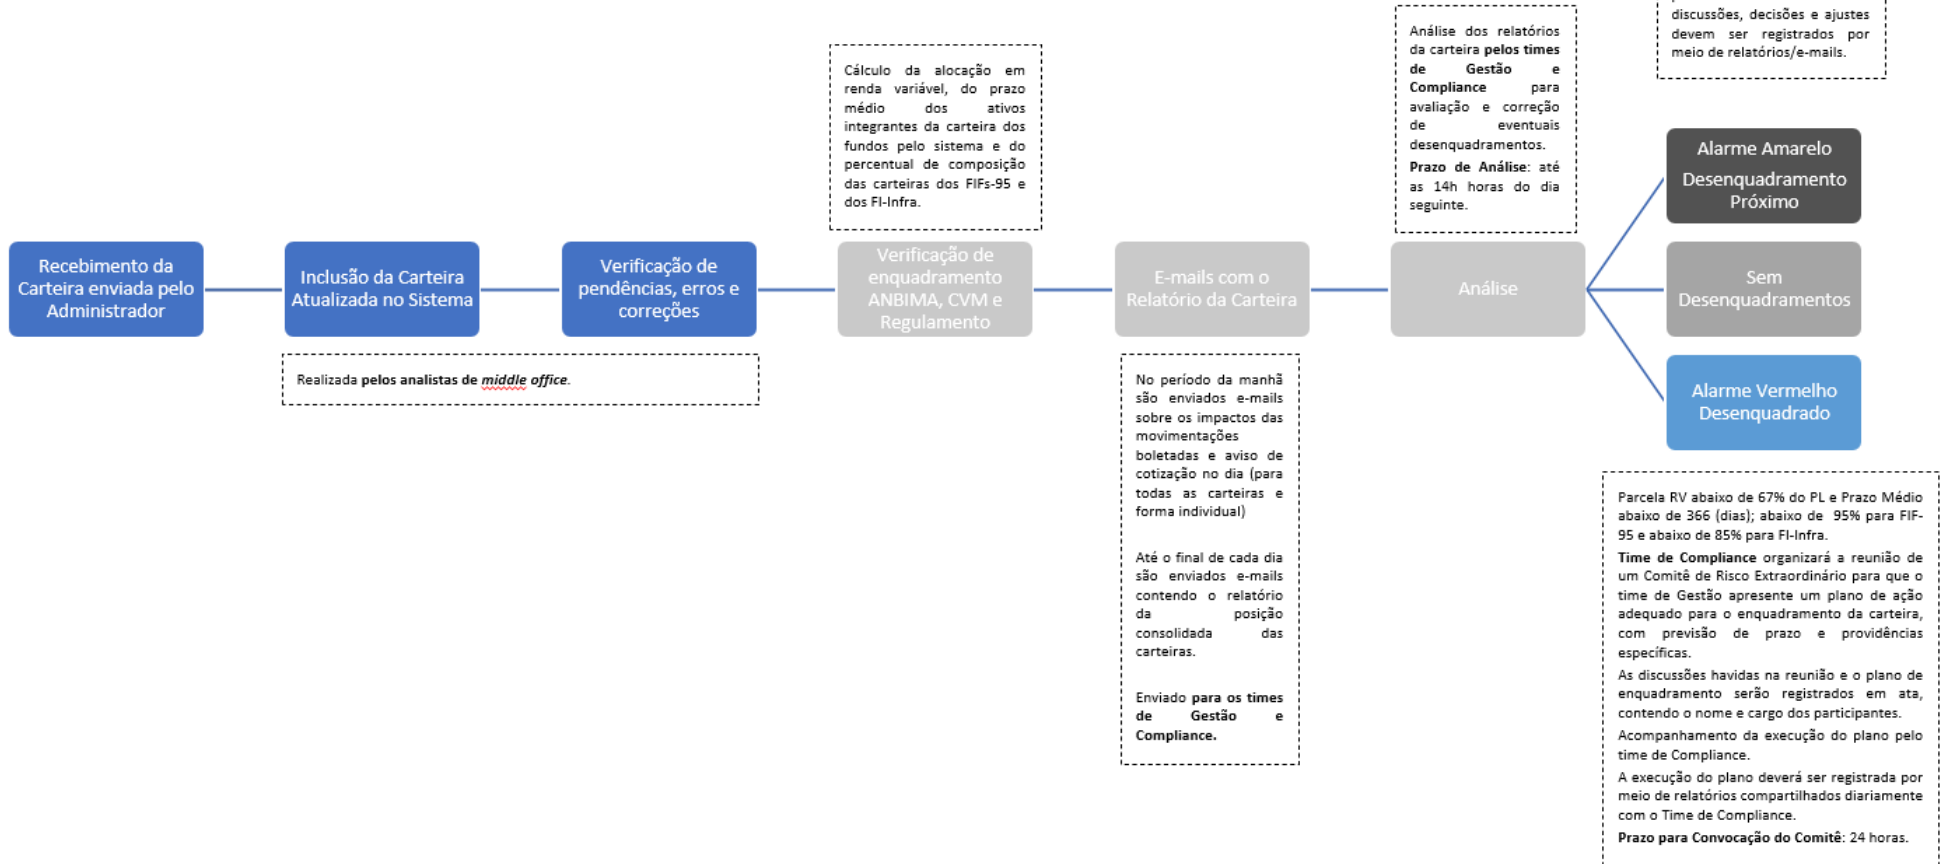 discussões, decisões e ajustes
devem ser registrados por
meio de relatórios/e-mails.
Análise dos relatórios
da carteira pelos times
de Gestão e
Compliance para
avaliação e correção
de eventuais
desenquadramentos.
Prazo de Análise: até
as 14h horas do dia
seguinte.
Cálculo da alocação em
renda variável, do prazo
médio dos ativos
integrantes da carteira dos
fundos pelo sistema e do
percentual de composição
das carteiras dos FIFs-95 e
dos FI-Infra.
Recebimento da
Carteira enviada pelo
Administrador
Inclusão da Carteira
Atualizada no Sistema
Verificação de
pendências, erros e
correções
Verificação de
enquadramento
ANBIMA, CVM e
Regulamento
E-mails com o
Relatório da Carteira
Análise
Alarme Amarelo
Desenquadramento
Próximo
Sem
Desenquadramentos
Alarme Vermelho
Desenquadrado
Realizada pelos analistas de middle office.
No período da manhã
são enviados e-mails
sobre os impactos das
movimentações
boletadas e aviso de
cotização no dia (para
todas as carteiras e
forma individual)
Até o final de cada dia
são enviados e-mails
contendo o relatório
da posição
consolidada das
carteiras.
Enviado para os times
de Gestão e
Compliance.
Parcela RV abaixo de 67% do PL e Prazo Médio
abaixo de 366 (dias); abaixo de 95% para FIF-
95 e abaixo de 85% para FI-Infra.
Time de Compliance organizará a reunião de
um Comitê de Risco Extraordinário para que o
time de Gestão apresente um plano de ação
adequado para o enquadramento da carteira,
com previsão de prazo e providências
específicas.
As discussões havidas na reunião e o plano de
enquadramento serão registrados em ata,
contendo o nome e cargo dos participantes.
Acompanhamento da execução do plano pelo
time de Compliance.
A execução do plano deverá ser registrada por
meio de relatórios compartilhados diariamente
com o Time de Compliance.
Prazo para Convocação do Comitê: 24 horas.